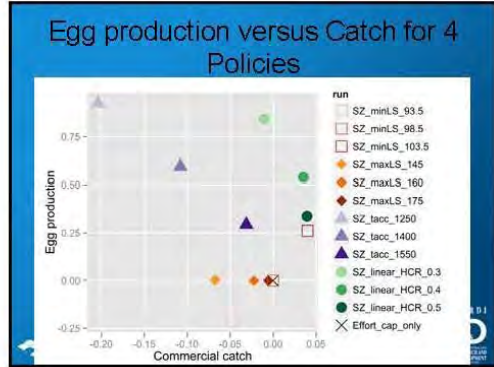 Egg production versus Catch for 4
Policies
run
SZ_minLS_93.5
SZ_minLS_98.5
SZ_minLS_103.5
SZ_maxLS_145
SZ_maxLS_160
SZ_maxLS_175
SZ_tacc_1250
SZ_tacc_1400
SZ_tacc_1550
SZ_linear_HCR_0.3
SZ_linear_HCR_0.4
SZ_linear_HCR_0.5
Effort_cap_only
Egg production
0.75
0.50
0.25
0.00
-0.25
-0.20
-0.15
-0.10
-0.05
0.00
0.05
Commercial catch